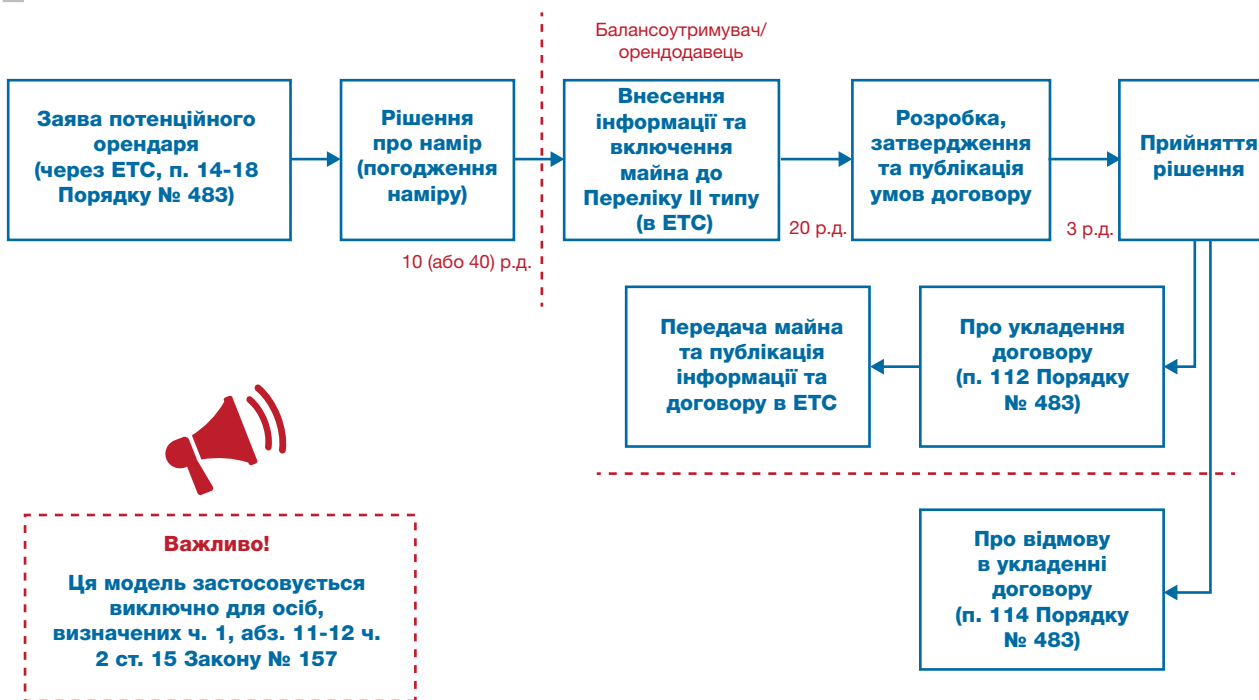 Балансоутримувач/
орендодавець
Заява потенційного
орендаря
(через ЕТС, п. 14-18
Порядку № 483)
Рішення
про намір
(погодження
наміру)
10 (або 40) р.д.
Внесення
інформації та
включення
майна до
Переліку ІІ типу
(в ЕТС)
20 р.д.
Розробка,
затвердження
та публікація
умов договору
3 р.д.
Прийняття
рішення
Передача майна
та публікація
інформації та
договору в ЕТС
Про укладення
договору
(п. 112 Порядку
№ 483)
Про відмову
в укладенні
договору
(п. 114 Порядку
№ 483)
Важливо!
Ця модель застосовується
виключно для осіб,
визначених ч. 1, абз. 11-12 ч.
2 ст. 15 Закону № 157